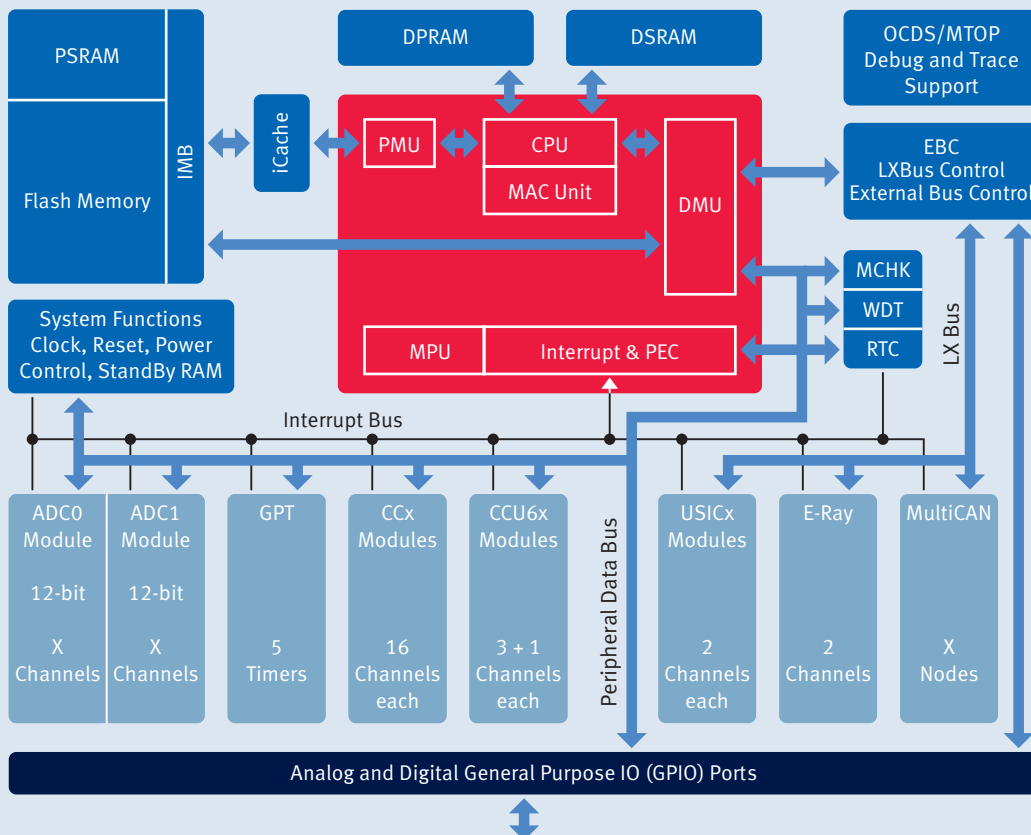 PSRAM
Flash Memory
IMB
iCache
DPRAM
DSRAM
OCDS/MTOP
Debug and Trace
Support
PMU
CPU
MAC Unit
DMU
EBC
LXBus Control
External Bus Control
MPU
Interrupt & PEC
MCHK
WDT
RTC
LX Bus
System Functions
Clock, Reset, Power
Control, StandBy RAM
Interrupt Bus
Peripheral Data Bus
ADC0
Module
12-bit
X
Channels
ADC1
Module
12-bit
X
Channels
GPT
5
Timers
CCx
Modules
16
Channels
each
CCU6x
Modules
3 + 1
Channels
each
USICx
Modules
2
Channels
each
E-Ray
2
Channels
MultiCAN
X
Nodes
Analog and Digital General Purpose IO (GPIO) Ports